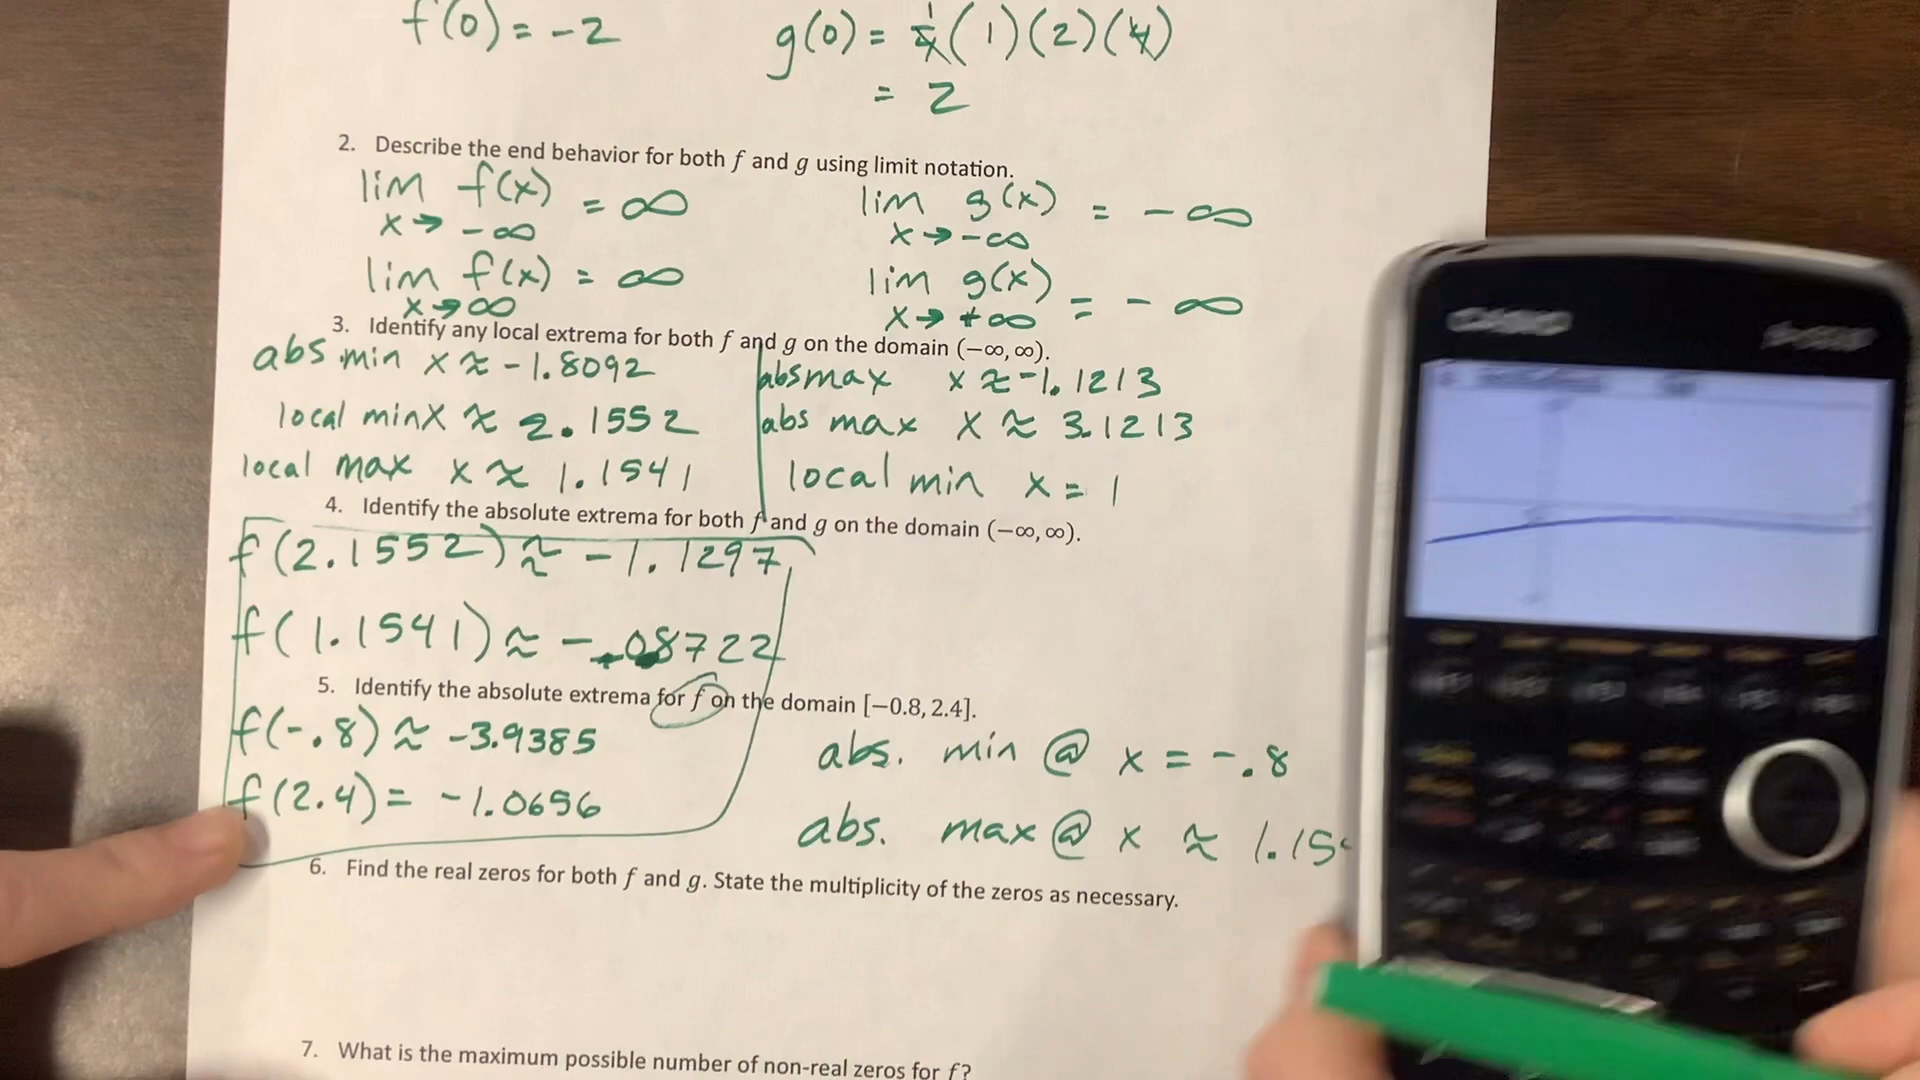 f(0) = -2
g(0) = 1/4 (1)(2)(4)
= 2
2. Describe the end behavior for both f and g using limit notation.
lim f(x) = ∞
x→ -∞
lim g(x) = -∞
x→-∞
lim f(x) = ∞
x→∞
lim g(x) = -∞
x→+∞
3. Identify any local extrema for both f and g on the domain (−∞, ∞).
abs min x ≈ -1.8092
absmax x ≈ -1.1213
local min x ≈ 2.1552
abs max x ≈ 3.1213
local max x ≈ 1.1541
local min x = 1
4. Identify the absolute extrema for both f and g on the domain (−∞, ∞).
f(2.1552) ≈ -1.1297
f(1.1541) ≈ -.08722
5. Identify the absolute extrema for f on the domain [−0.8, 2.4].
f(-.8) ≈ -3.9385
abs. min @ x = -.8
f(2.4) = -1.0656
abs. max @ x ≈ 1.15
6. Find the real zeros for both f and g. State the multiplicity of the zeros as necessary.
7. What is the maximum possible number of non-real zeros for f?
CASIO